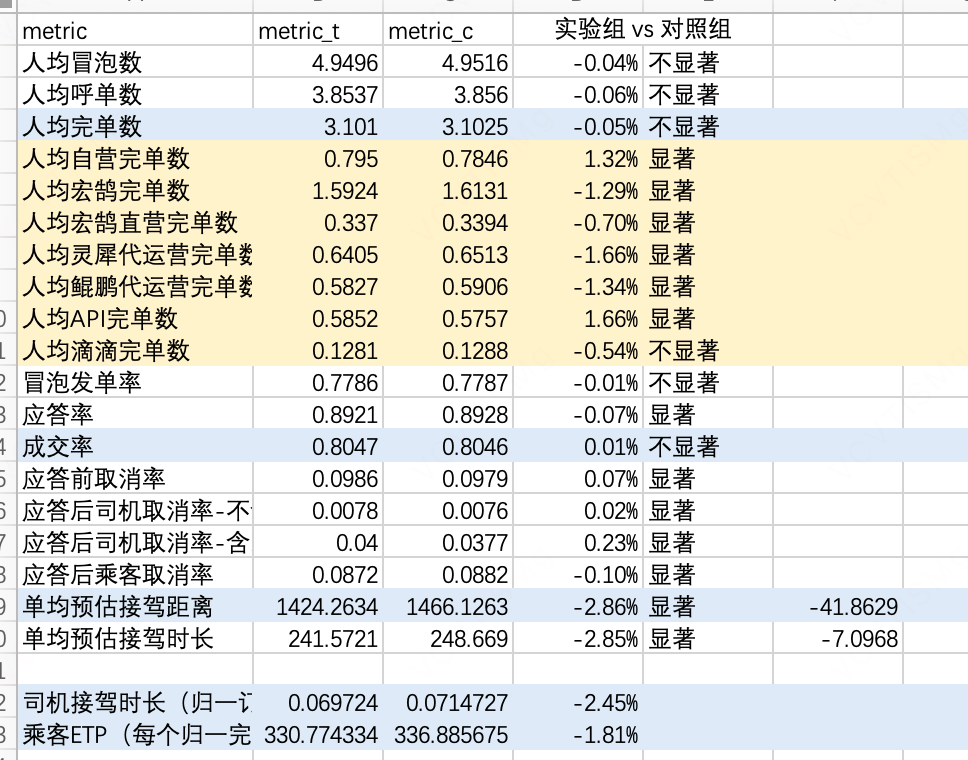 metric metric_t metric_c 实验组 vs 对照组
人均冒泡数 4.9496 4.9516 -0.04% 不显著
人均呼单数 3.8537 3.856 -0.06% 不显著
人均完单数 3.101 3.1025 -0.05% 不显著
人均自营完单数 0.795 0.7846 1.32% 显著
人均宏鹄完单数 1.5924 1.6131 -1.29% 显著
人均宏鹄直营完单数 0.337 0.3394 -0.70% 显著
人均灵犀代运营完单数 0.6405 0.6513 -1.66% 显著
人均鲲鹏代运营完单数 0.5827 0.5906 -1.34% 显著
0 人均API完单数 0.5852 0.5757 1.66% 显著
1 人均滴滴完单数 0.1281 0.1288 -0.54% 不显著
2 冒泡发单率 0.7786 0.7787 -0.01% 不显著
3 应答率 0.8921 0.8928 -0.07% 显著
4 成交率 0.8047 0.8046 0.01% 不显著
5 应答前取消率 0.0986 0.0979 0.07% 显著
6 应答后司机取消率-不 0.0078 0.0076 0.02% 显著
7 应答后司机取消率-含 0.04 0.0377 0.23% 显著
8 应答后乘客取消率 0.0872 0.0882 -0.10% 显著
9 单均预估接驾距离 1424.2634 1466.1263 -2.86% 显著 -41.8629
0 单均预估接驾时长 241.5721 248.669 -2.85% 显著 -7.0968
1
2 司机接驾时长（归一订 0.069724 0.0714727 -2.45%
3 乘客ETP（每个归一完 330.774334 336.885675 -1.81%